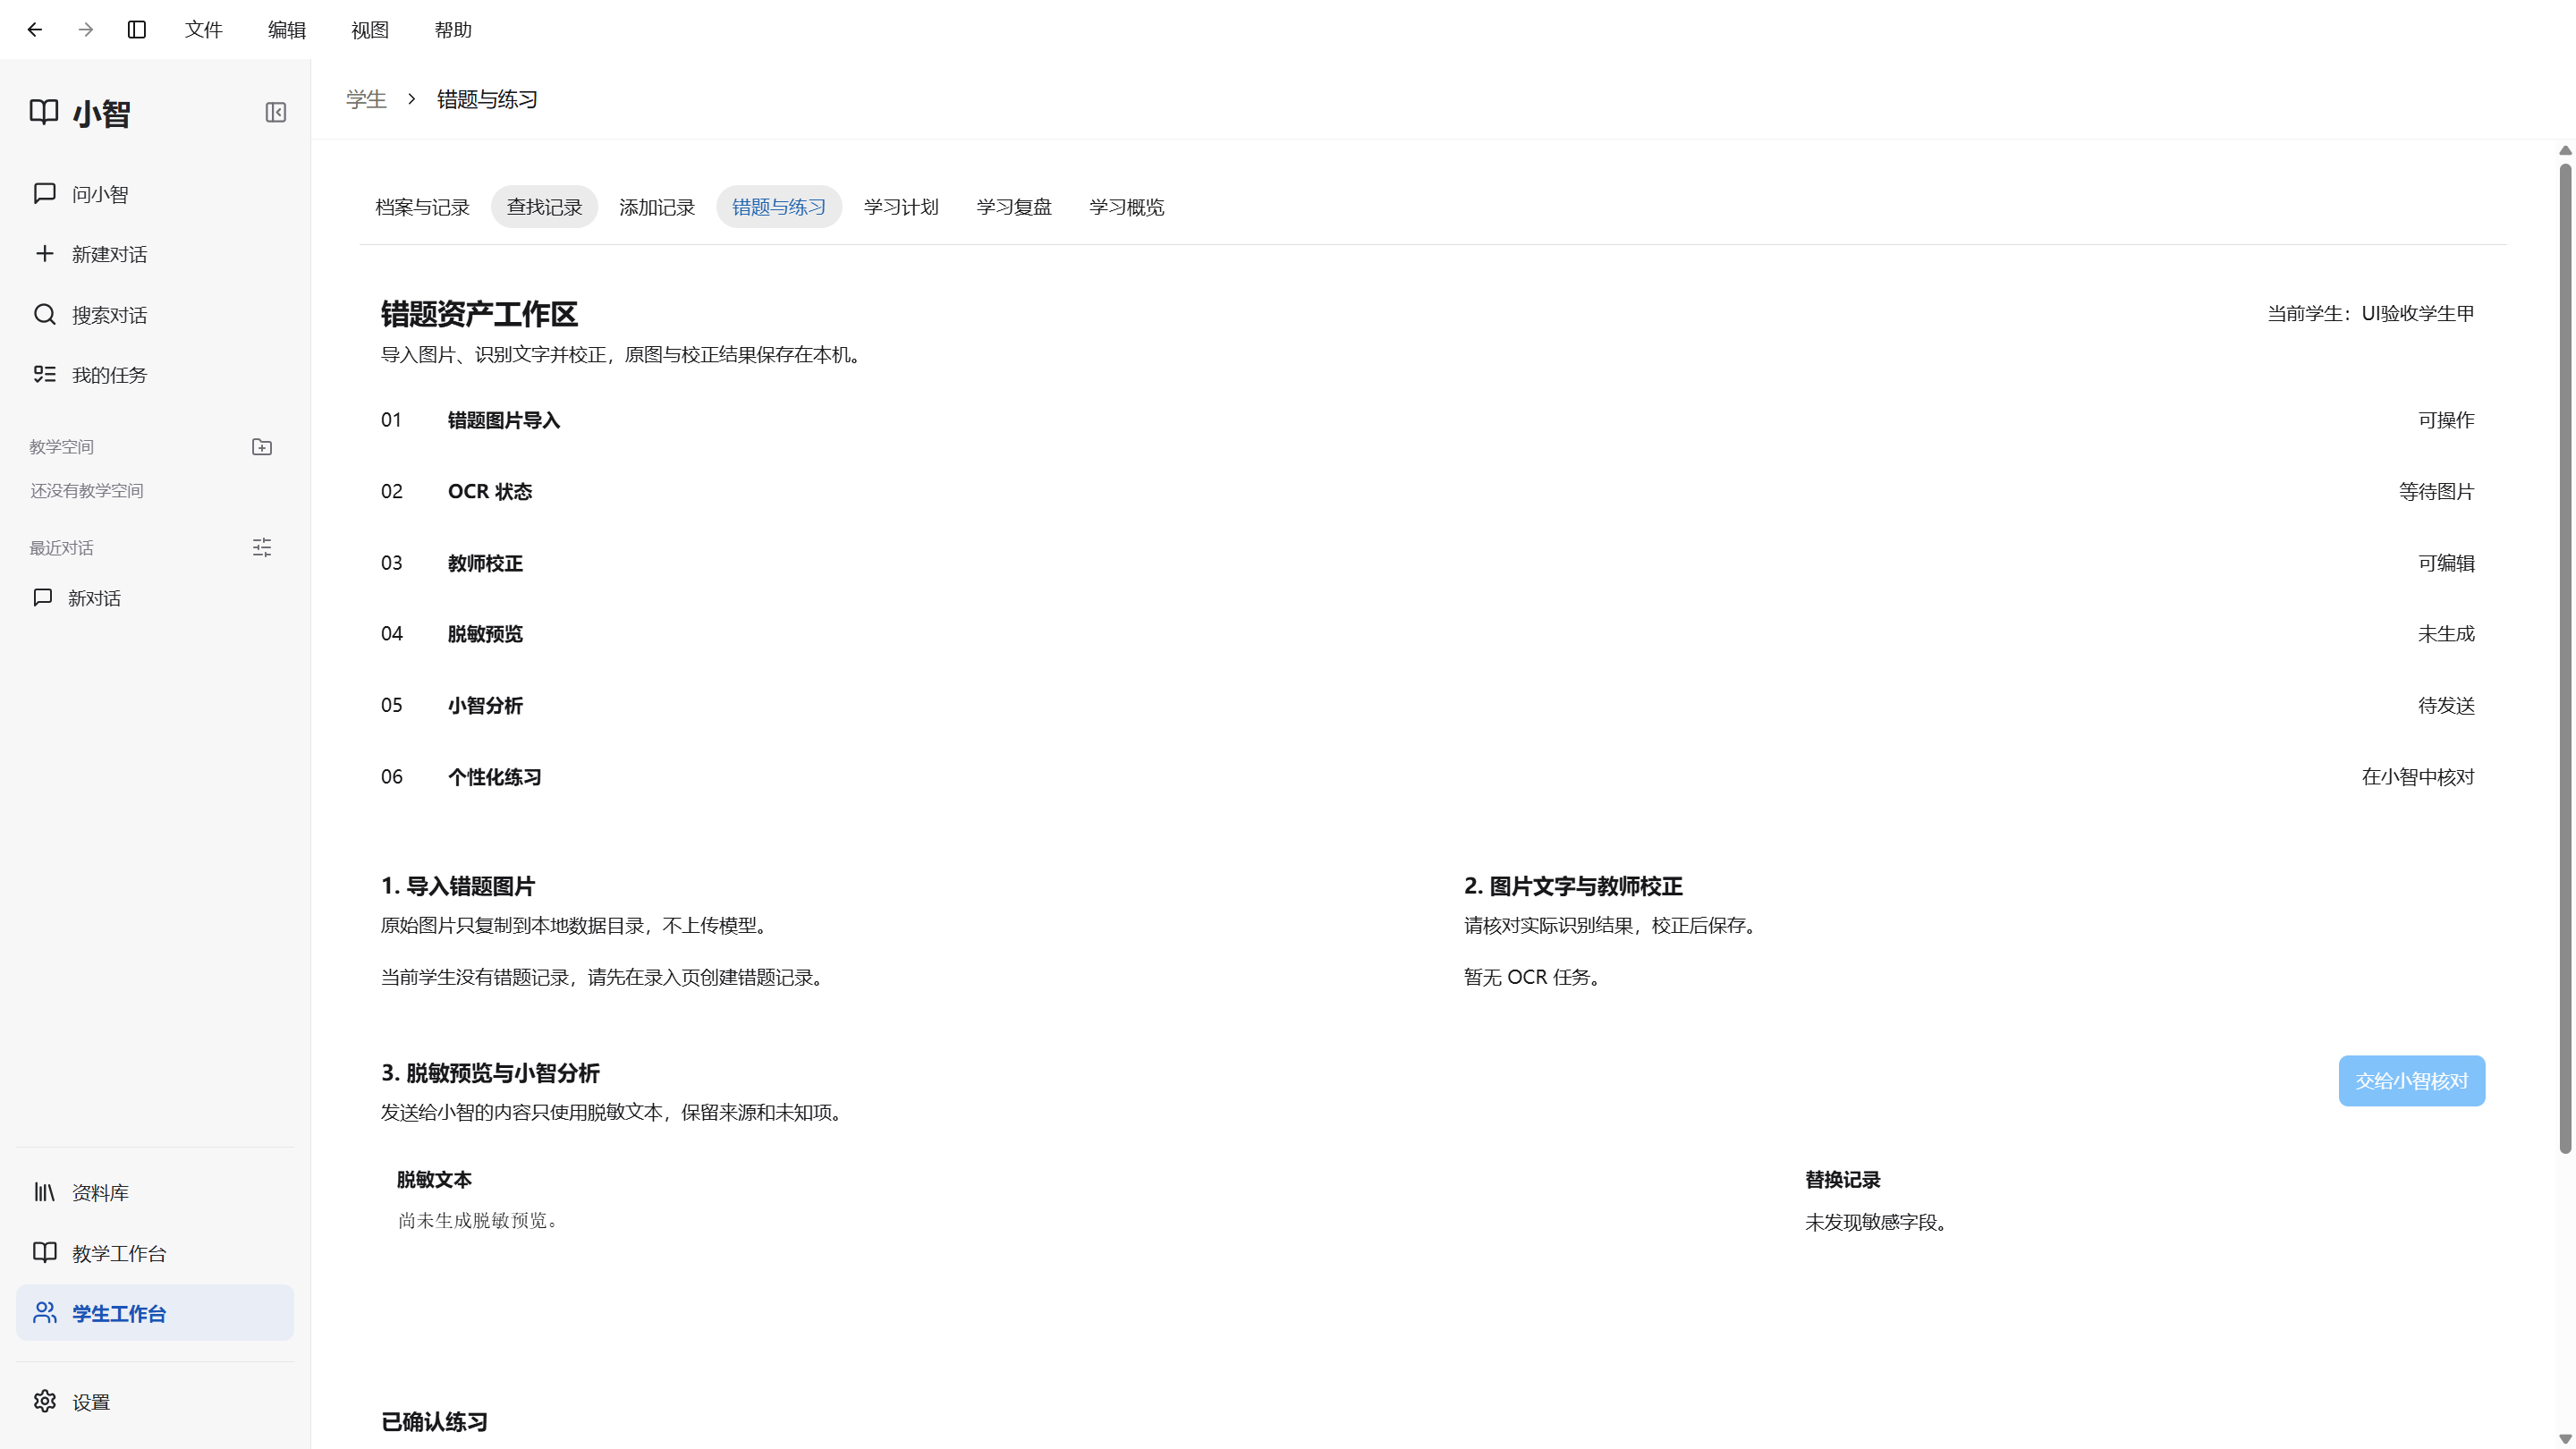 文件 编辑 视图 帮助
小智
问小智
新建对话
搜索对话
我的任务
教学空间
还没有教学空间
最近对话
新对话
资料库
教学工作台
学生工作台
设置
学生 > 错题与练习
档案与记录 查找记录 添加记录 错题与练习 学习计划 学习复盘 学习概览
错题资产工作区
当前学生：UI验收学生甲
导入图片、识别文字并校正，原图与校正结果保存在本机。
01 错题图片导入 可操作
02 OCR 状态 等待图片
03 教师校正 可编辑
04 脱敏预览 未生成
05 小智分析 待发送
06 个性化练习 在小智中核对
1. 导入错题图片
原始图片只复制到本地数据目录，不上传模型。
当前学生没有错题记录，请先在录入页创建错题记录。
2. 图片文字与教师校正
请核对实际识别结果，校正后保存。
暂无 OCR 任务。
3. 脱敏预览与小智分析
发送给小智的内容只使用脱敏文本，保留来源和未知项。
交给小智核对
脱敏文本
尚未生成脱敏预览。
替换记录
未发现敏感字段。
已确认练习